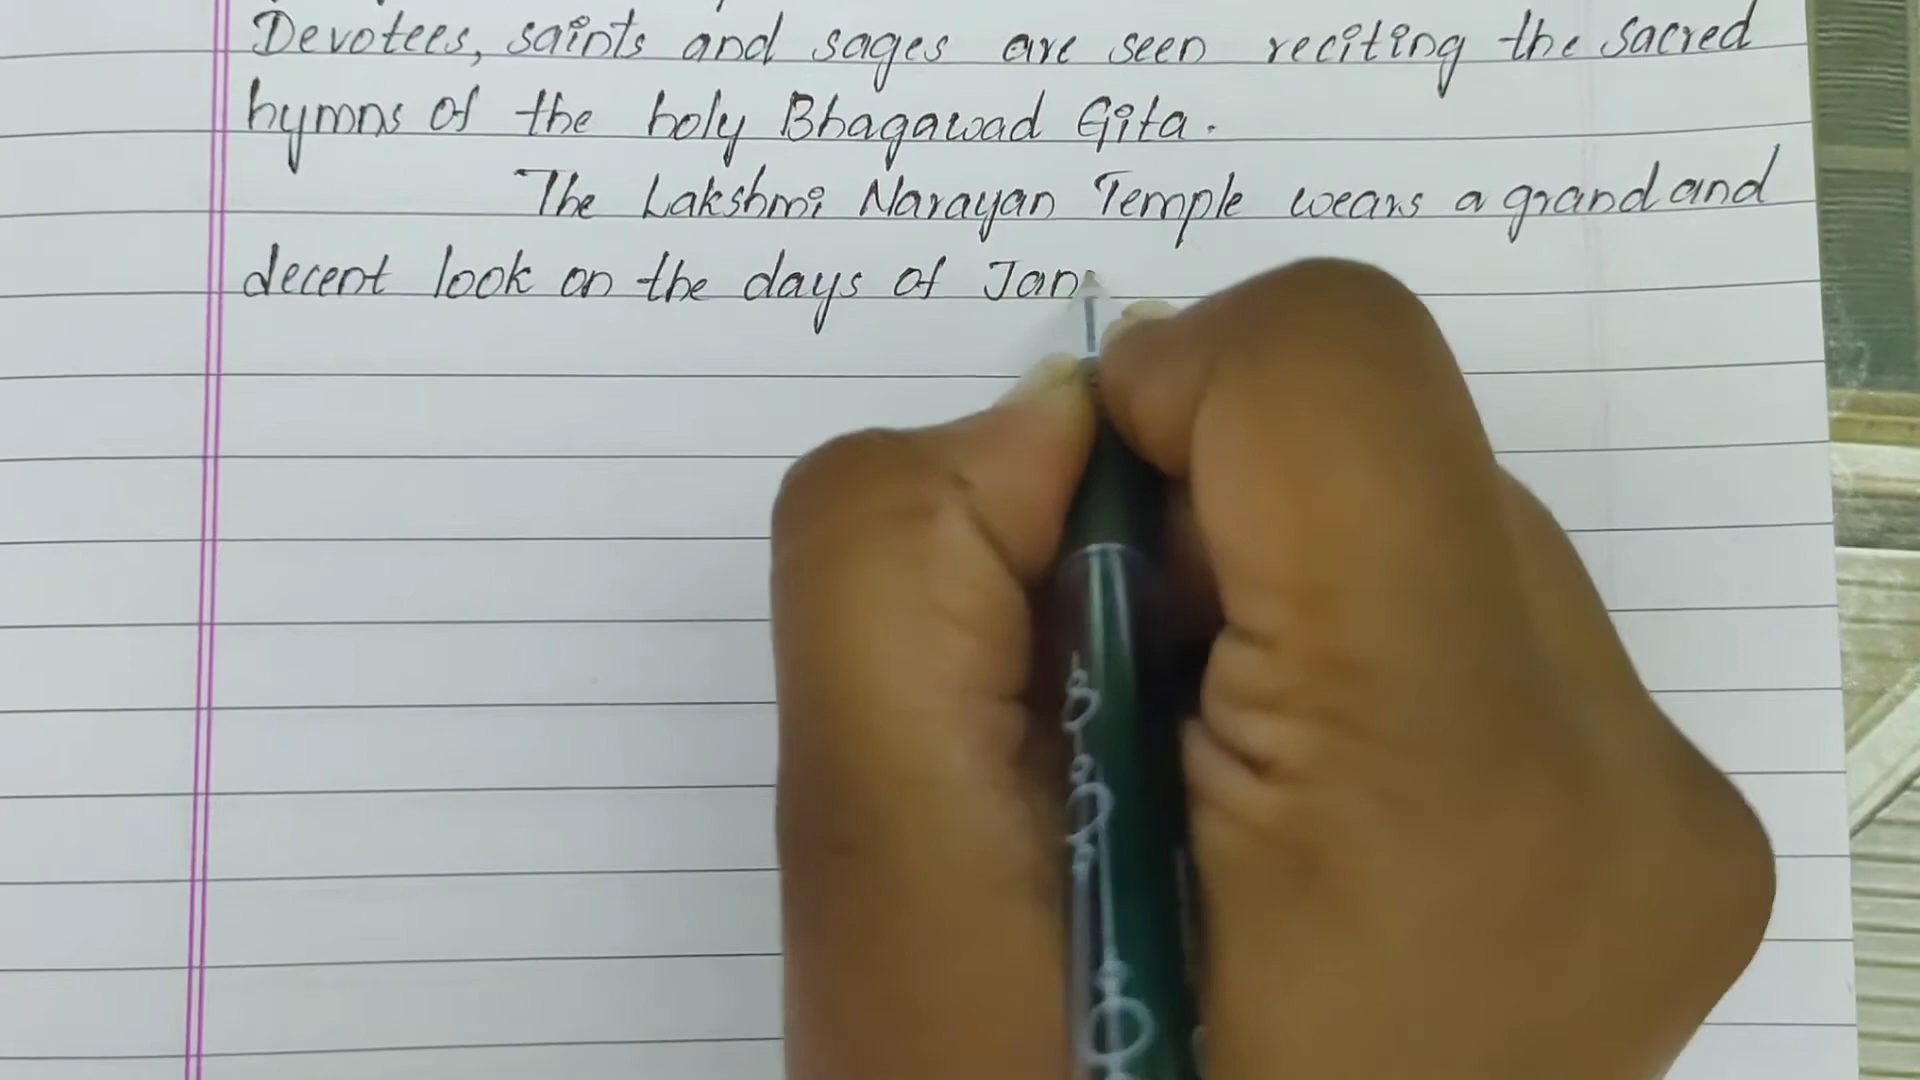 Devotees, saints and sages are seen reciting the sacred
hymns of the holy Bhagawad Gita.
The Lakshmi Narayan Temple wears a grand and
decent look on the days of Jan